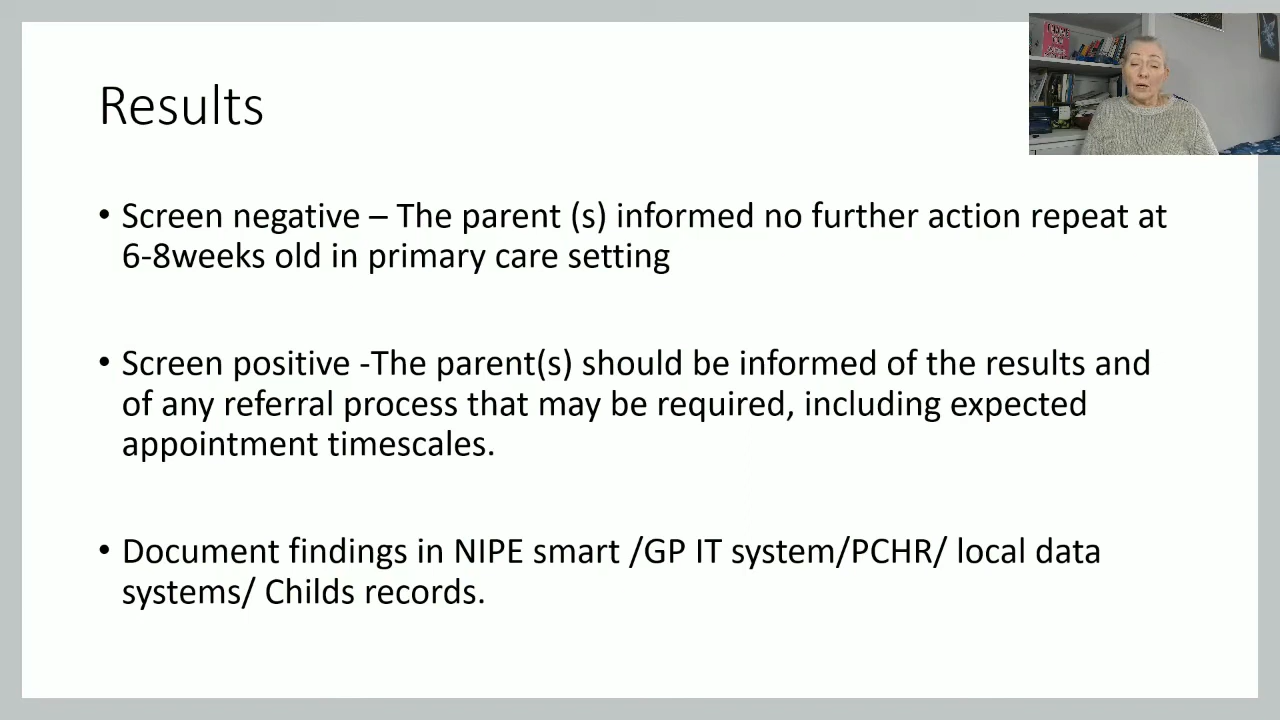 Results
• Screen negative – The parent (s) informed no further action repeat at
6-8weeks old in primary care setting
• Screen positive -The parent(s) should be informed of the results and
of any referral process that may be required, including expected
appointment timescales.
• Document findings in NIPE smart /GP IT system/PCHR/ local data
systems/ Childs records.